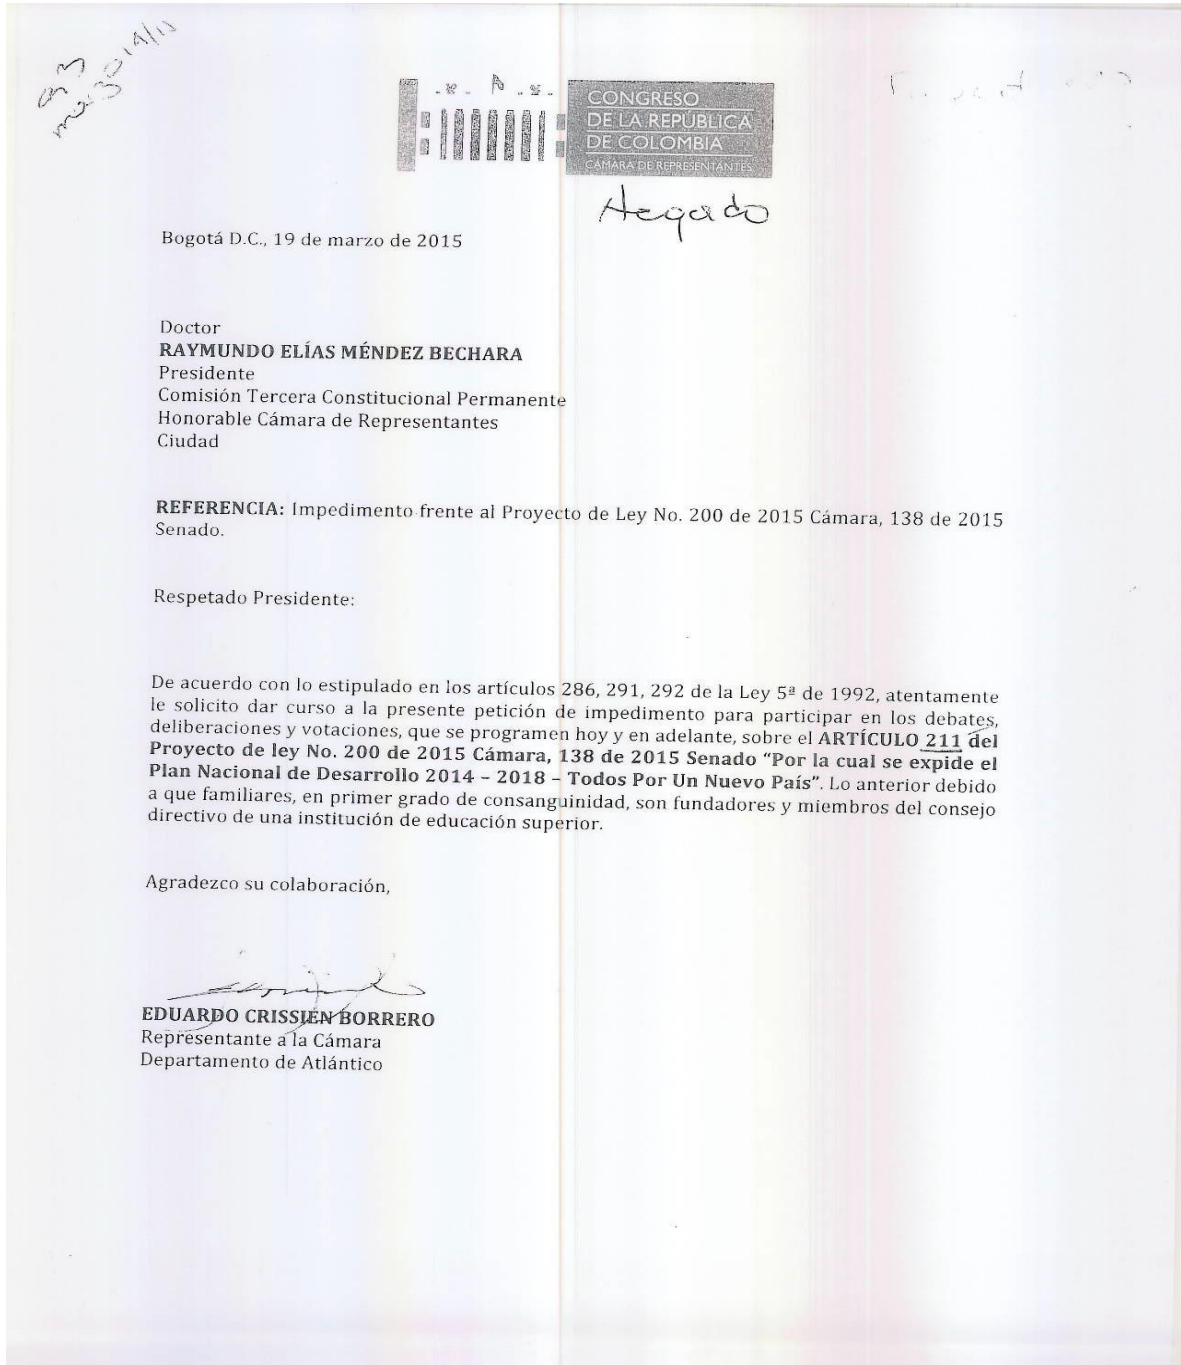 CONGRESO
DE LA REPÚBLICA
DE COLOMBIA
CÁMARA DE REPRESENTANTES
Bogotá D.C., 19 de marzo de 2015
Doctor
RAYMUNDO ELÍAS MÉNDEZ BECHARA
Presidente
Comisión Tercera Constitucional Permanente
Honorable Cámara de Representantes
Ciudad
REFERENCIA: Impedimento frente al Proyecto de Ley No. 200 de 2015 Cámara, 138 de 2015
Senado.
Respetado Presidente:
De acuerdo con lo estipulado en los artículos 286, 291, 292 de la Ley 5ª de 1992, atentamente
le solicito dar curso a la presente petición de impedimento para participar en los debates,
deliberaciones y votaciones, que se programen hoy y en adelante, sobre el ARTÍCULO 211 del
Proyecto de ley No. 200 de 2015 Cámara, 138 de 2015 Senado “Por la cual se expide el
Plan Nacional de Desarrollo 2014 – 2018 – Todos Por Un Nuevo País”. Lo anterior debido
a que familiares, en primer grado de consanguinidad, son fundadores y miembros del consejo
directivo de una institución de educación superior.
Agradezco su colaboración,
EDUARDO CRISSIEN BORRERO
Representante a la Cámara
Departamento de Atlántico